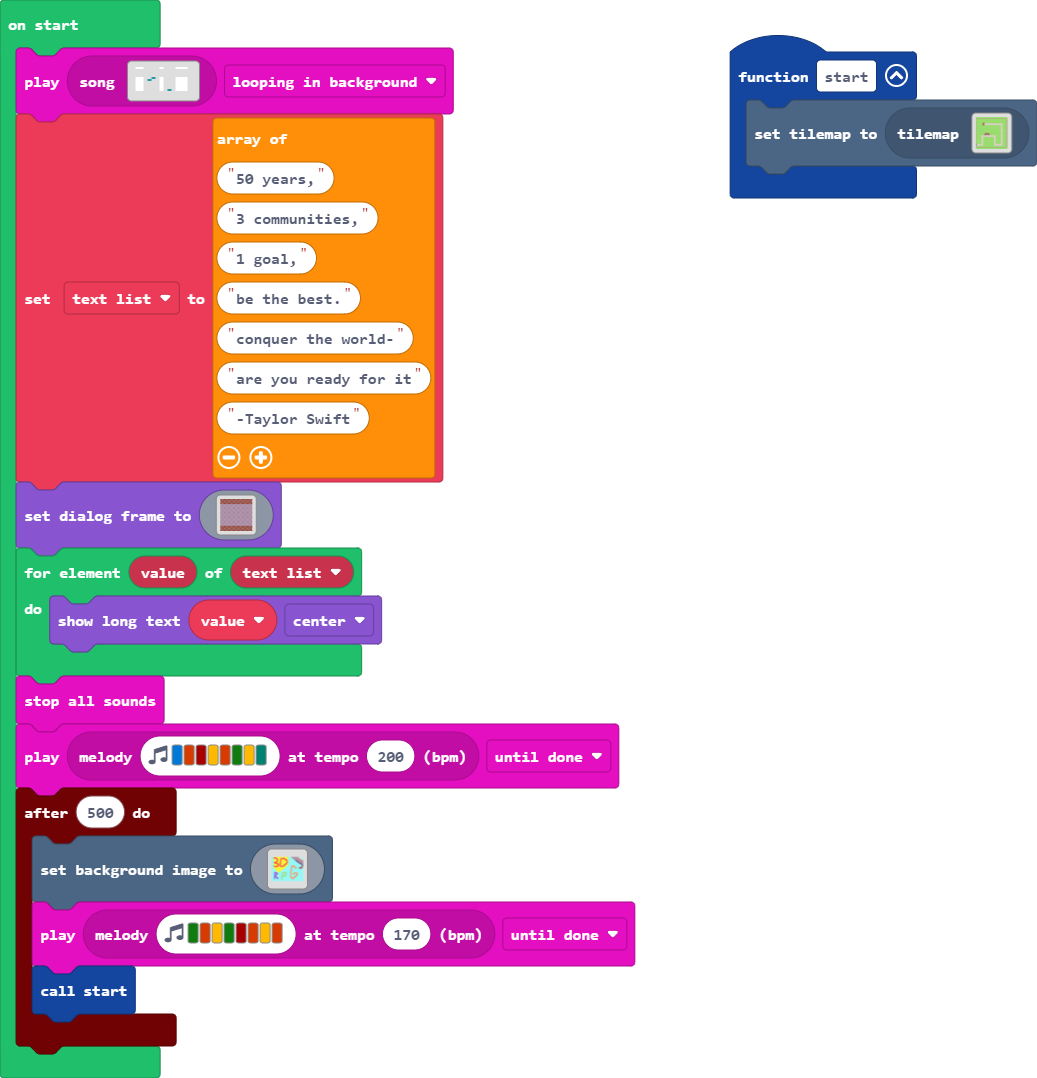 on start
play song looping in background
array of
"50 years,"
"3 communities,"
"1 goal,"
set text list to "be the best."
"conquer the world-"
"are you ready for it"
"-Taylor Swift"
set dialog frame to
for element value of text list
do show long text value center
stop all sounds
play melody at tempo 200 (bpm) until done
after 500 do
set background image to 3D RPG
play melody at tempo 170 (bpm) until done
call start
function start
set tilemap to tilemap